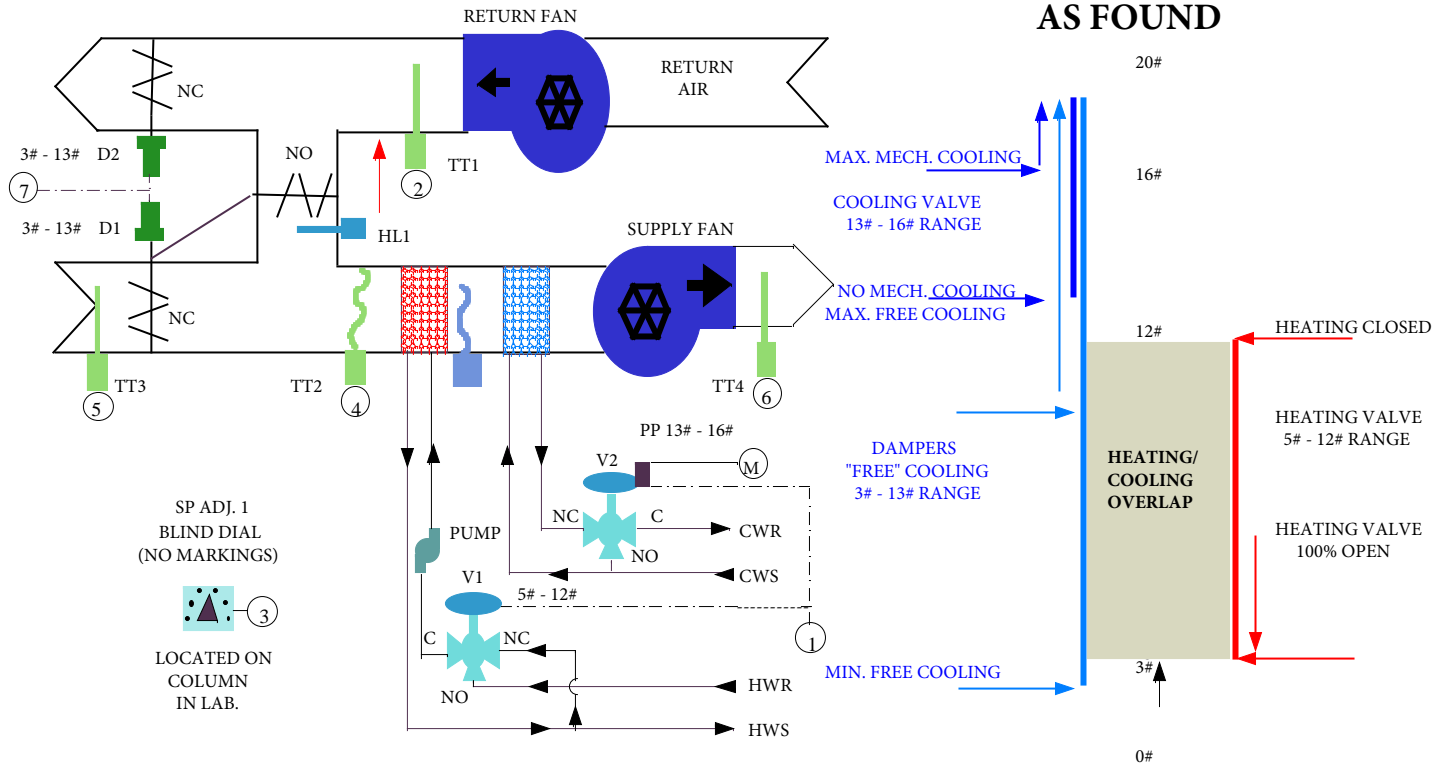 AS FOUND
RETURN FAN
RETURN
AIR
NC
3# - 13# D2
7
3# - 13# D1
NO
TT1
2
HL1
NC
SUPPLY FAN
TT3
5
TT2
4
TT4
6
PP 13# - 16#
V2
M
NC
C
NO
CWR
CWS
PUMP
V1
5# - 12#
C
NC
NO
1
HWR
HWS
SP ADJ. 1
BLIND DIAL
(NO MARKINGS)
3
LOCATED ON
COLUMN
IN LAB.
20#
MAX. MECH. COOLING
16#
COOLING VALVE
13# - 16# RANGE
NO MECH. COOLING
MAX. FREE COOLING
12#
HEATING CLOSED
DAMPERS
"FREE" COOLING
3# - 13# RANGE
HEATING/
COOLING
OVERLAP
HEATING VALVE
5# - 12# RANGE
HEATING VALVE
100% OPEN
MIN. FREE COOLING
3#
0#